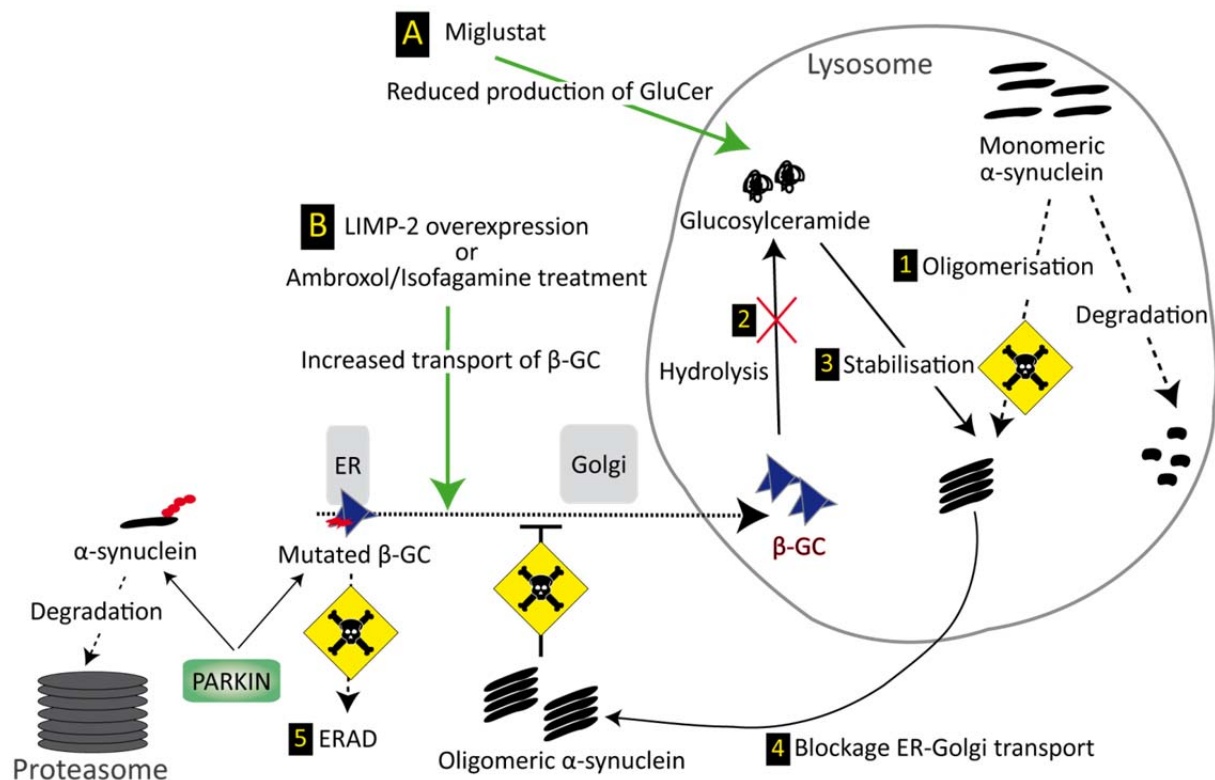 A Miglustat
Reduced production of GluCer
Lysosome
Monomeric
α-synuclein
Glucosylceramide
B LIMP-2 overexpression
or
Ambroxol/Isofagamine treatment
1 Oligomerisation
Degradation
2
Hydrolysis
3 Stabilisation
Increased transport of β-GC
ER
Golgi
α-synuclein
Mutated β-GC
β-GC
Degradation
PARKIN
Proteasome
5 ERAD
Oligomeric α-synuclein
4 Blockage ER-Golgi transport